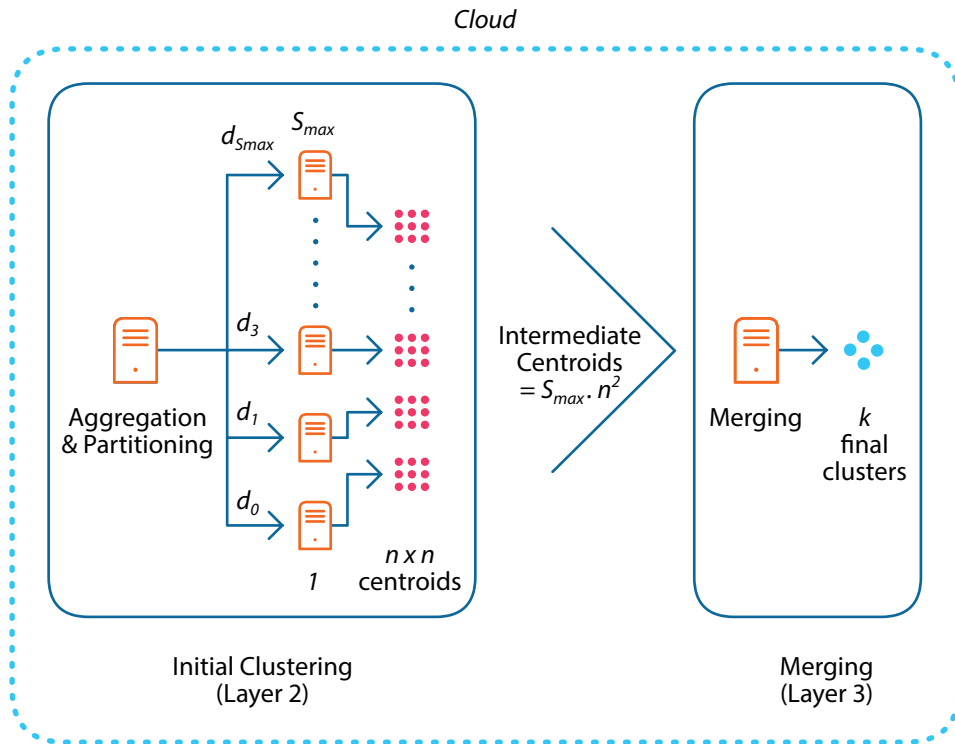 Cloud
S_max
d_Smax
d_3
Aggregation
& Partitioning
d_1
d_0
1
n x n
centroids
Intermediate
Centroids
= S_max . n²
Merging
k
final
clusters
Initial Clustering
(Layer 2)
Merging
(Layer 3)